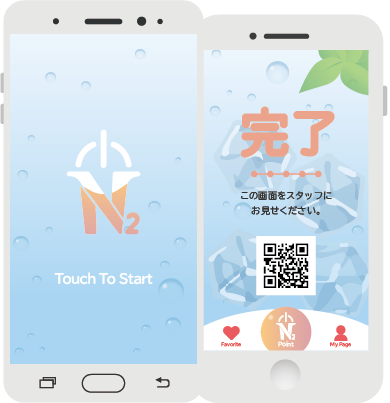 N2
Touch To Start
完了
この画面をスタッフに
お見せください。
Favorite
N2
Point
My Page